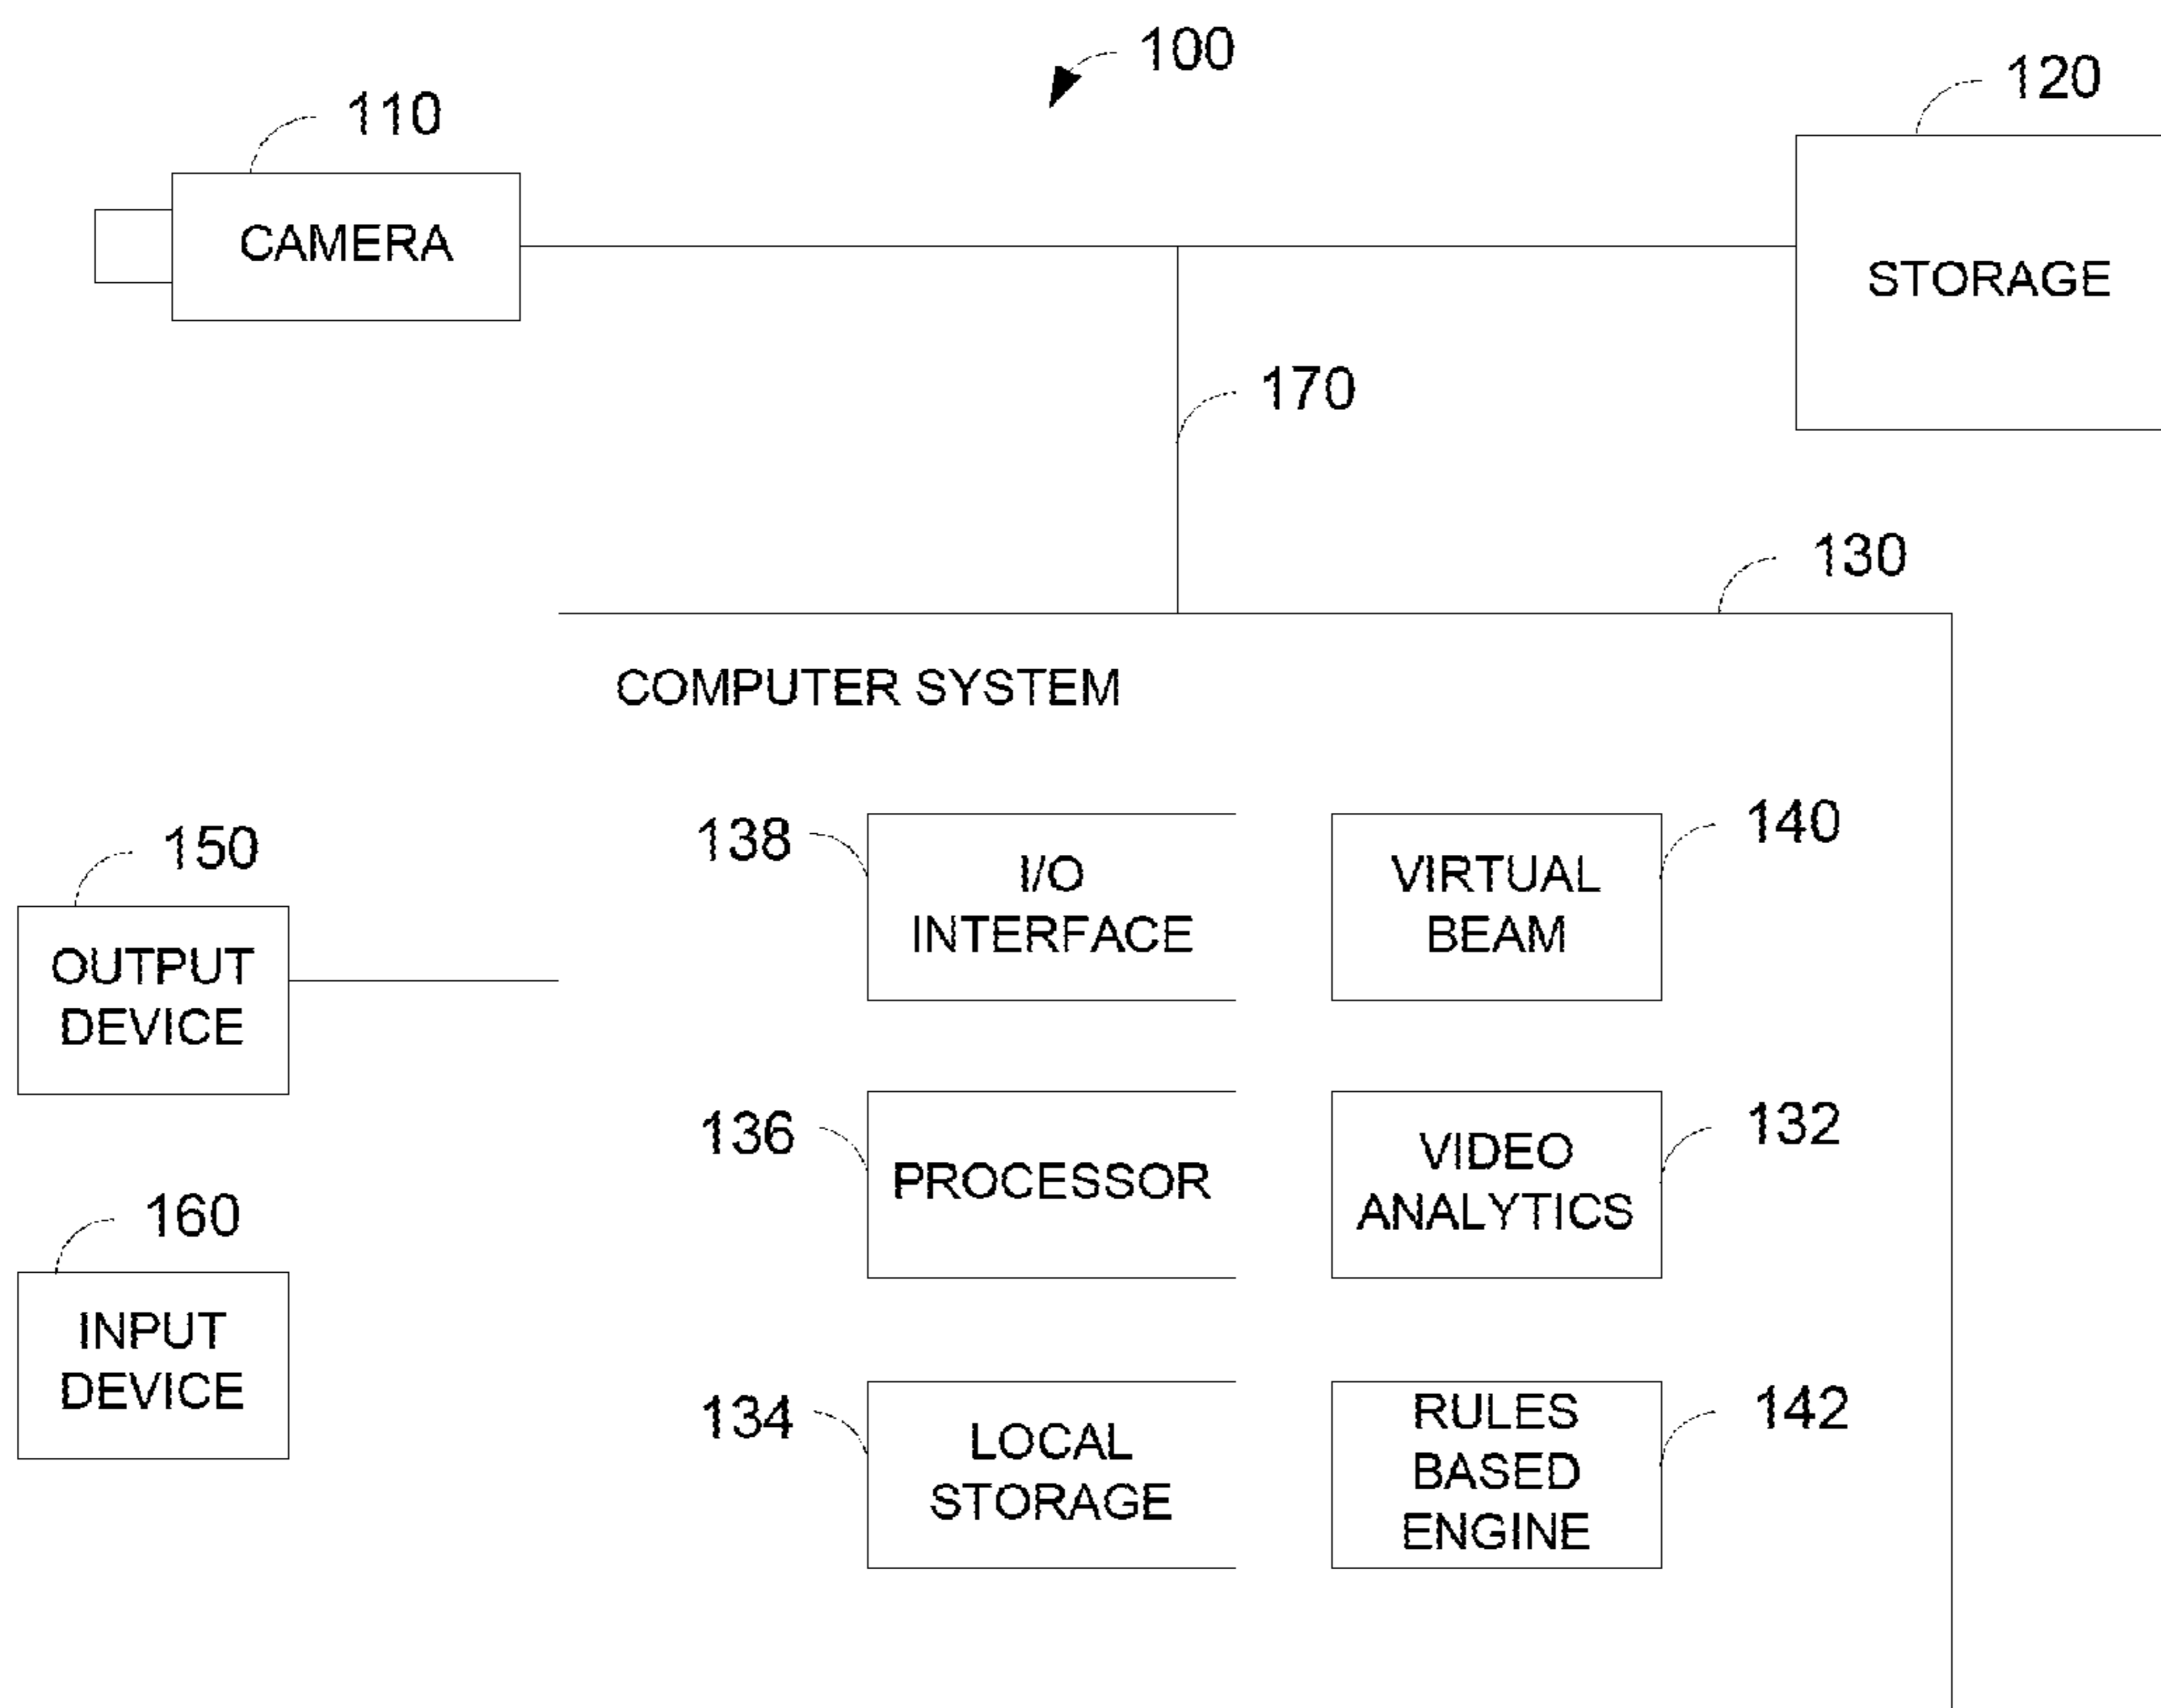 100
110
120
CAMERA
STORAGE
170
130
COMPUTER SYSTEM
138
I/O
INTERFACE
VIRTUAL
BEAM
140
150
OUTPUT
DEVICE
136
PROCESSOR
VIDEO
ANALYTICS
132
160
INPUT
DEVICE
134
LOCAL
STORAGE
RULES
BASED
ENGINE
142